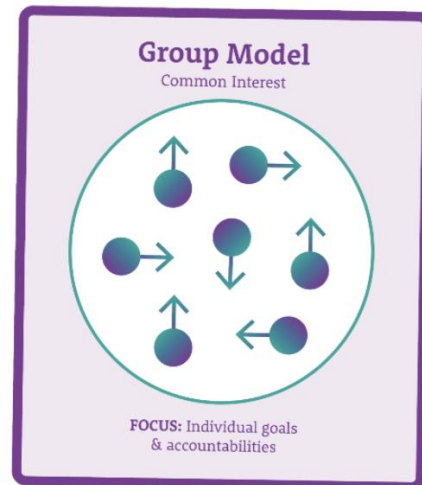 Group Model
Common Interest
FOCUS: Individual goals
& accountabilities